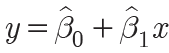 y = β̂₀ + β̂₁x